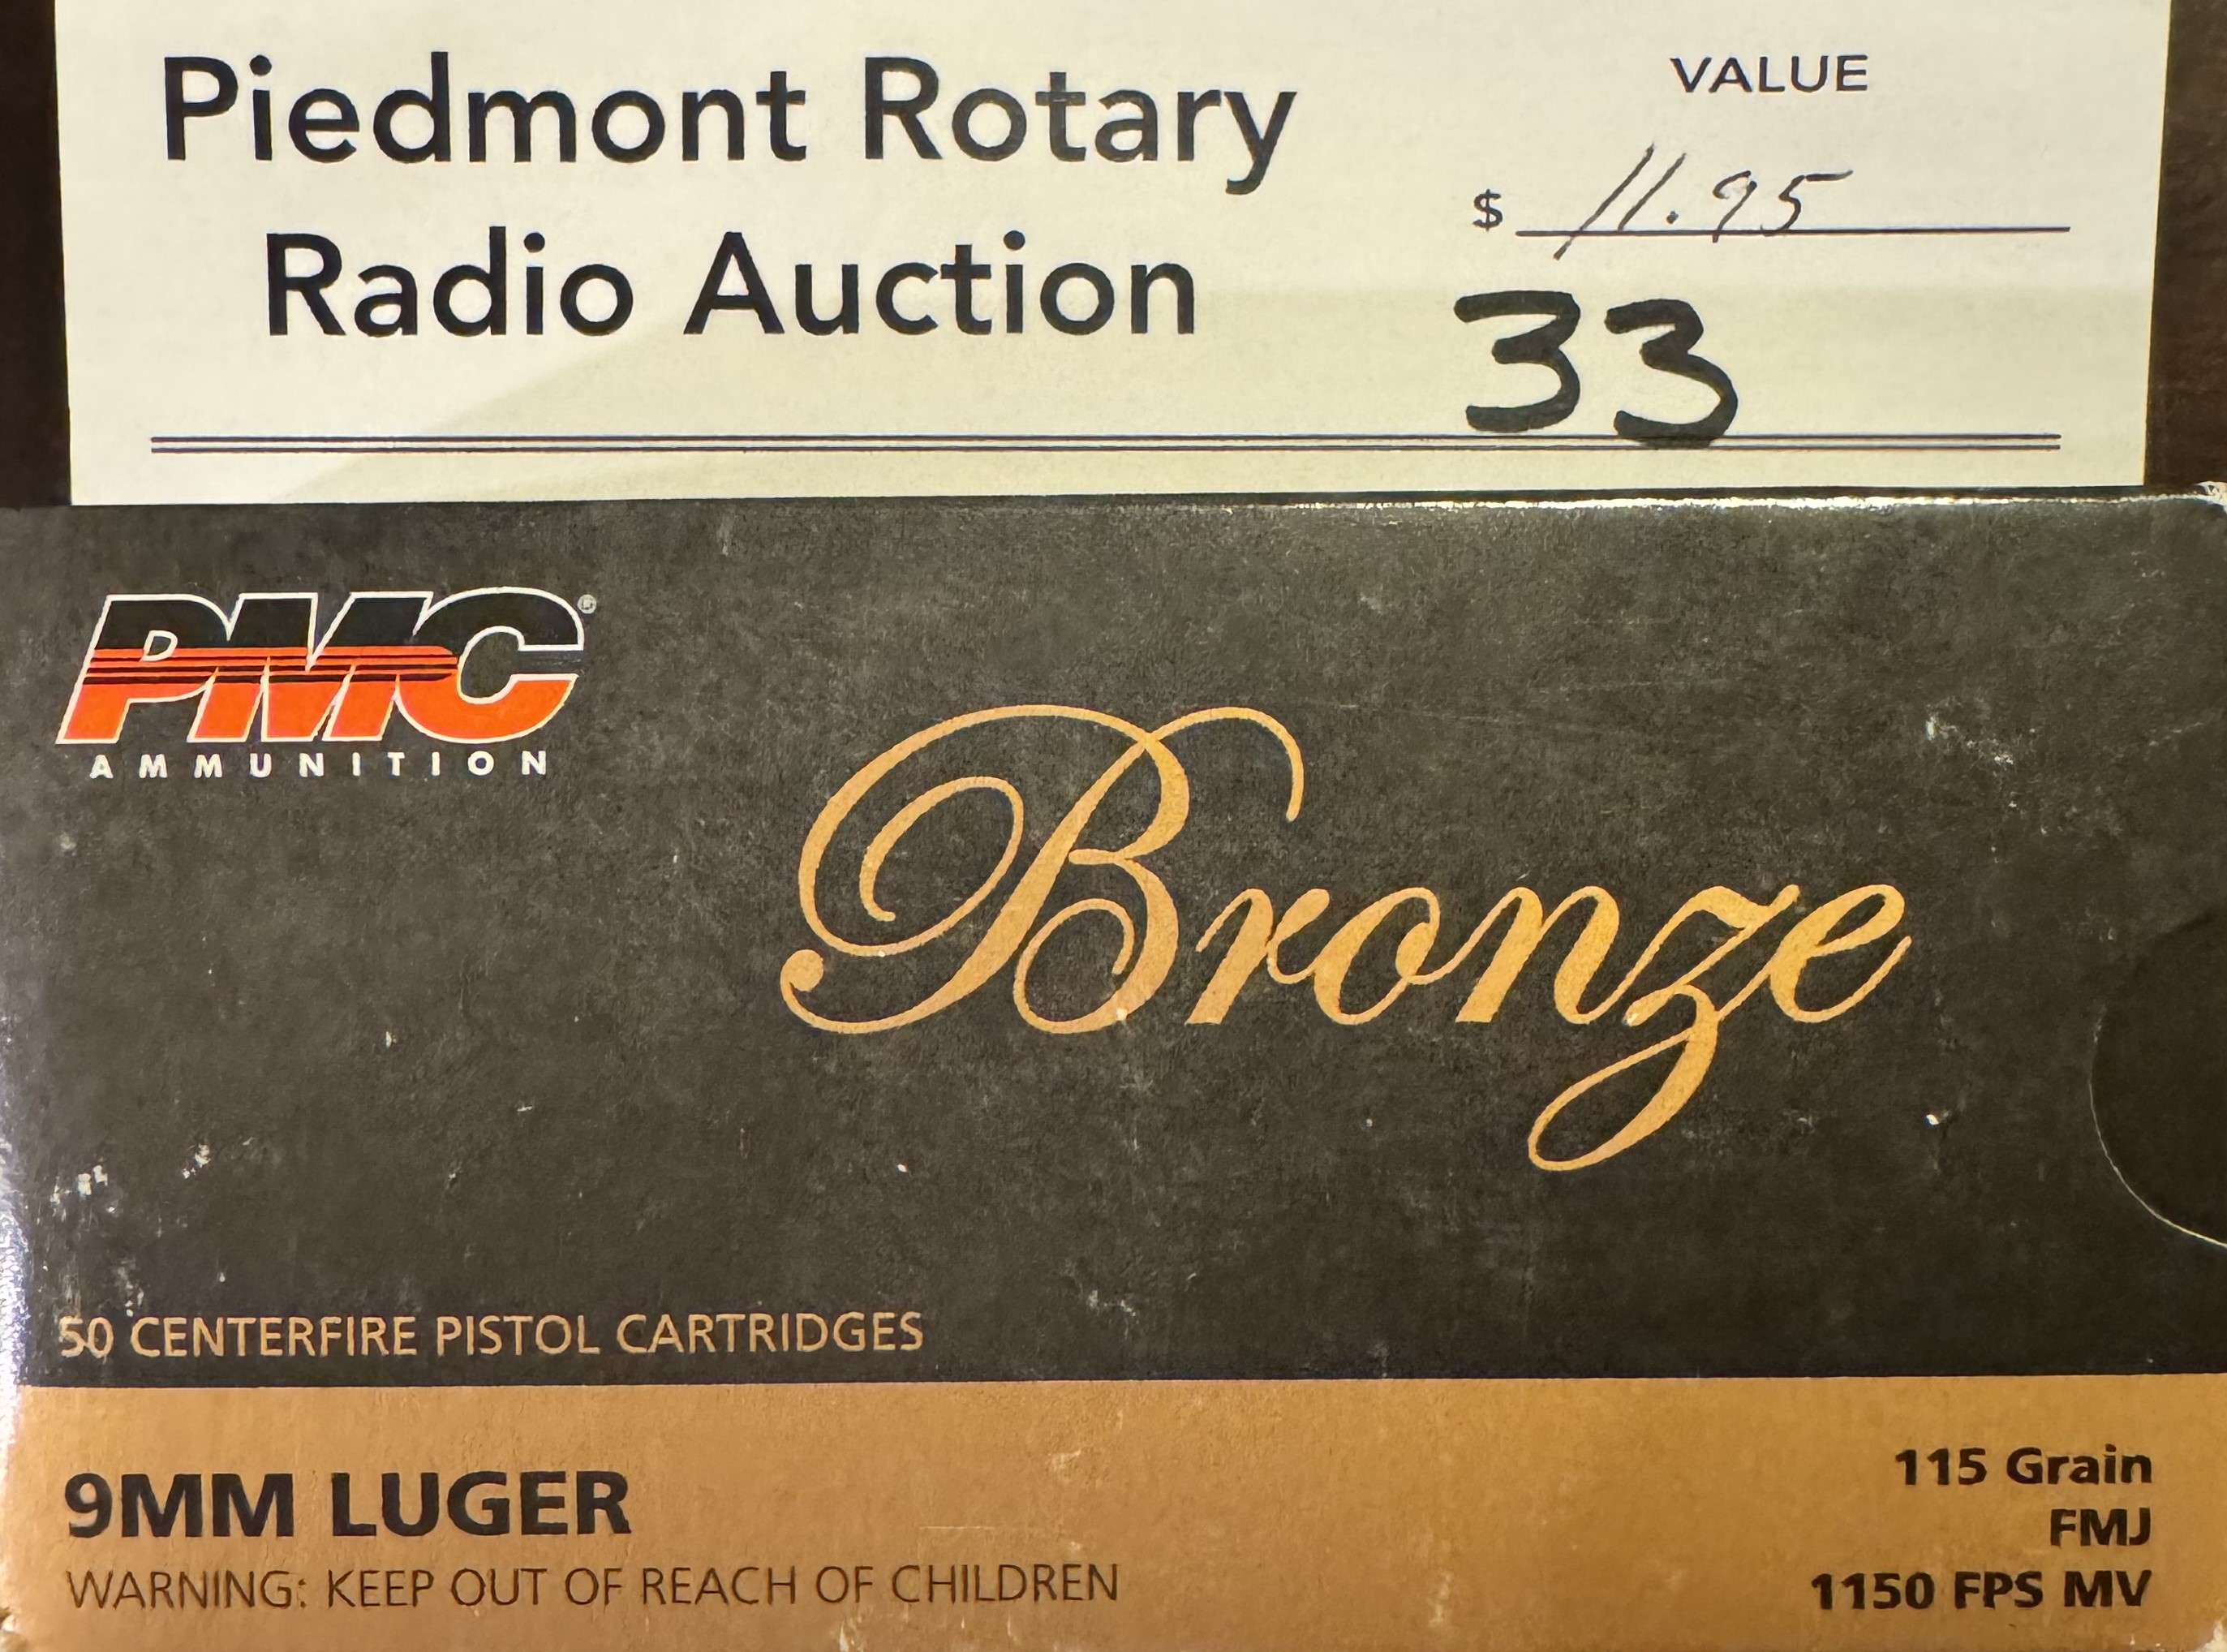 Piedmont Rotary
Radio Auction
VALUE
$ 11.95
33
PMC®
AMMUNITION
Bronze
50 CENTERFIRE PISTOL CARTRIDGES
9MM LUGER
WARNING: KEEP OUT OF REACH OF CHILDREN
115 Grain
FMJ
1150 FPS MV